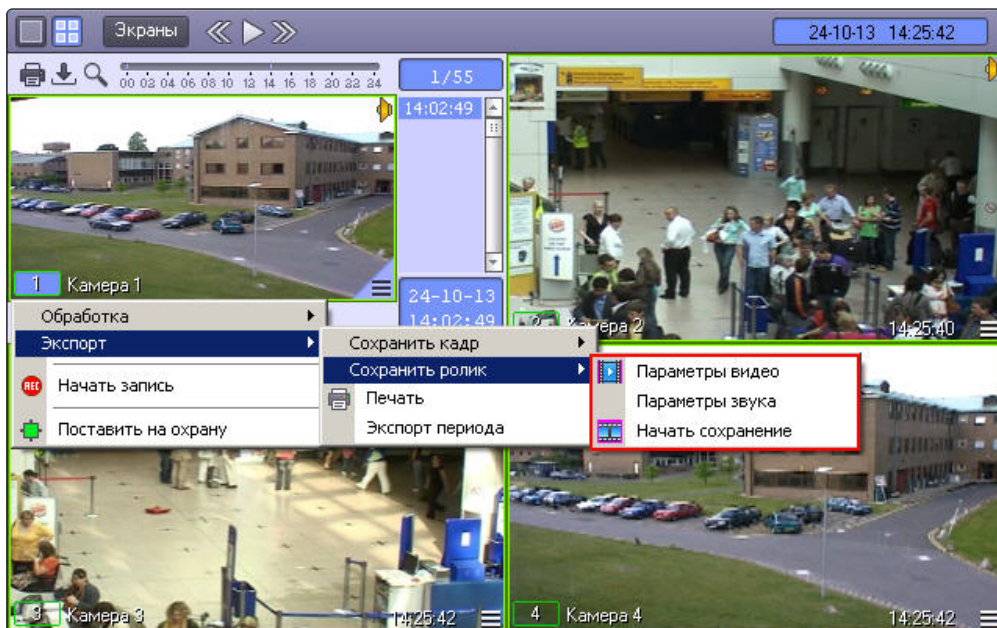 Экраны
24-10-13 14:25:42
00 02 04 06 08 10 12 14 16 18 20 22 24
1/55
14:02:49
1 Камера 1
24-10-13
14:02:49
2 Камера 2
14:25:40
Обработка
Экспорт
Начать запись
REC
Поставить на охрану
Сохранить кадр
Сохранить ролик
Печать
Экспорт периода
Параметры видео
Параметры звука
Начать сохранение
3 Камера 3
14:25:42
4 Камера 4
14:25:42